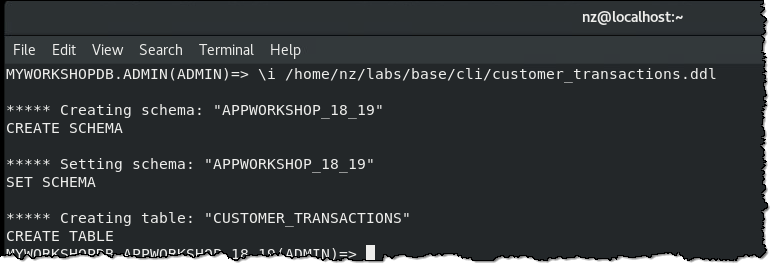 nz@localhost:~
File Edit View Search Terminal Help
MYWORKSHOPDB.ADMIN(ADMIN)=> \i /home/nz/labs/base/cli/customer_transactions.ddl
***** Creating schema: "APPWORKSHOP_18_19"
CREATE SCHEMA
***** Setting schema: "APPWORKSHOP_18_19"
SET SCHEMA
***** Creating table: "CUSTOMER_TRANSACTIONS"
CREATE TABLE
MYWORKSHOPDB.APPWORKSHOP_18_19(ADMIN)=>